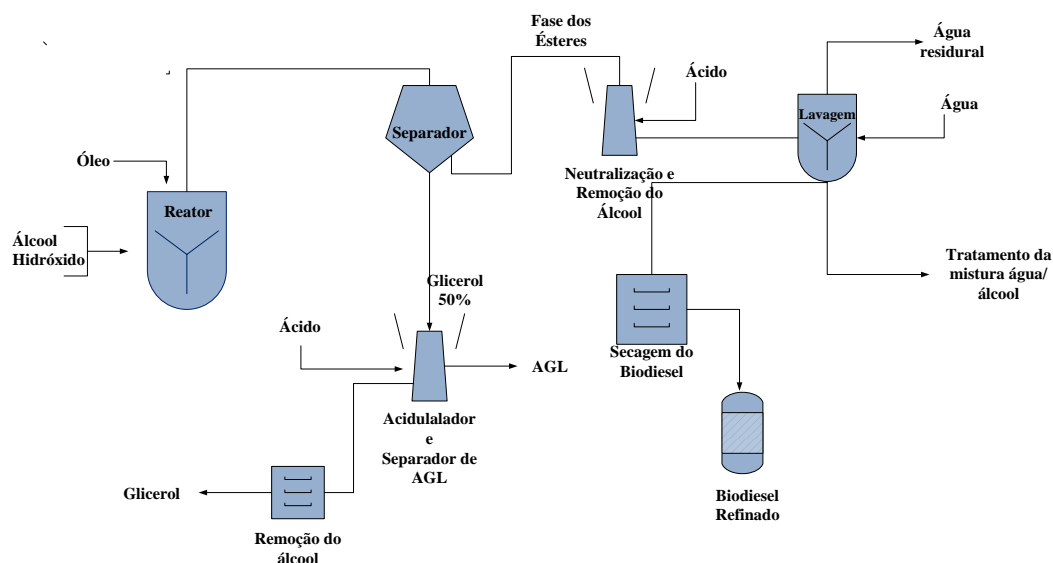 Fase dos
Ésteres
Água
residural
Ácido
Água
Lavagem
Separador
Óleo
Neutralização e
Remoção do
Álcool
Reator
Álcool
Hidróxido
Tratamento da
mistura água/
álcool
Glicerol
50%
Ácido
Secagem do
Biodiesel
AGL
Acidulalador
e
Separador de
AGL
Glicerol
Biodiesel
Refinado
Remoção do
álcool